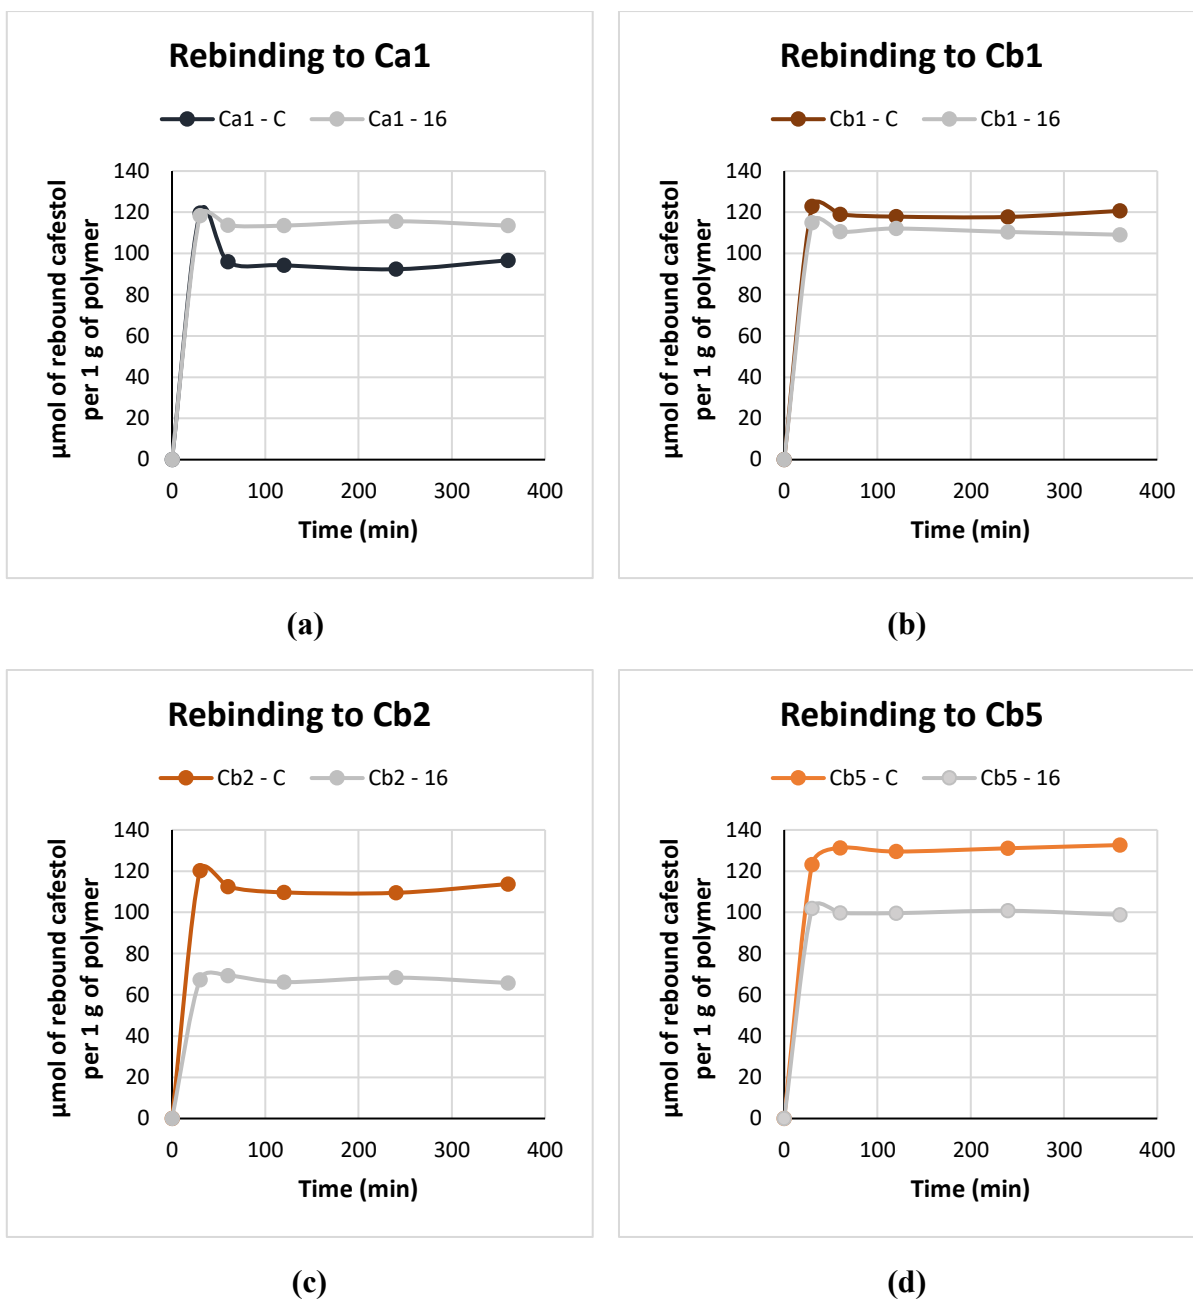 Rebinding to Ca1
Ca1 - C Ca1 - 16
µmol of rebound cafestol
per 1 g of polymer
140
120
100
80
60
40
20
0
0 100 200 300 400
Time (min)
(a)
Rebinding to Cb1
Cb1 - C Cb1 - 16
µmol of rebound cafestol
per 1 g of polymer
140
120
100
80
60
40
20
0
0 100 200 300 400
Time (min)
(b)
Rebinding to Cb2
Cb2 - C Cb2 - 16
µmol of rebound cafestol
per 1 g of polymer
140
120
100
80
60
40
20
0
0 100 200 300 400
Time (min)
(c)
Rebinding to Cb5
Cb5 - C Cb5 - 16
µmol of rebound cafestol
per 1 g of polymer
140
120
100
80
60
40
20
0
0 100 200 300 400
Time (min)
(d)